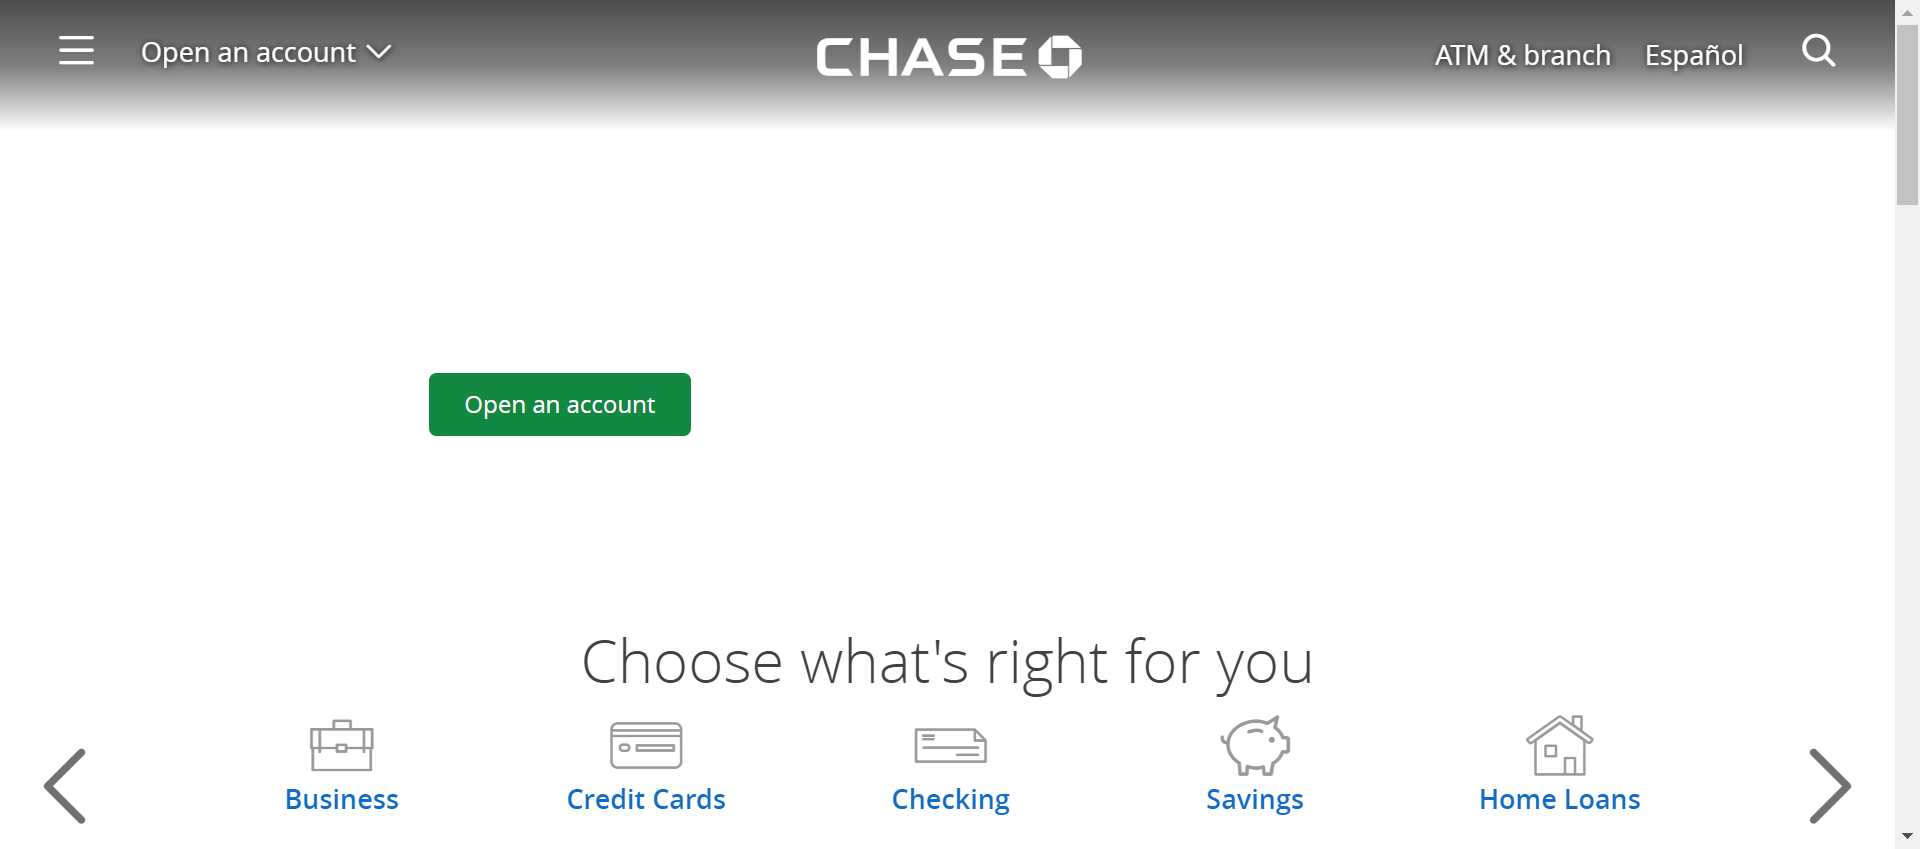 Open an account
CHASE
ATM & branch
Español
Open an account
Choose what's right for you
Business
Credit Cards
Checking
Savings
Home Loans